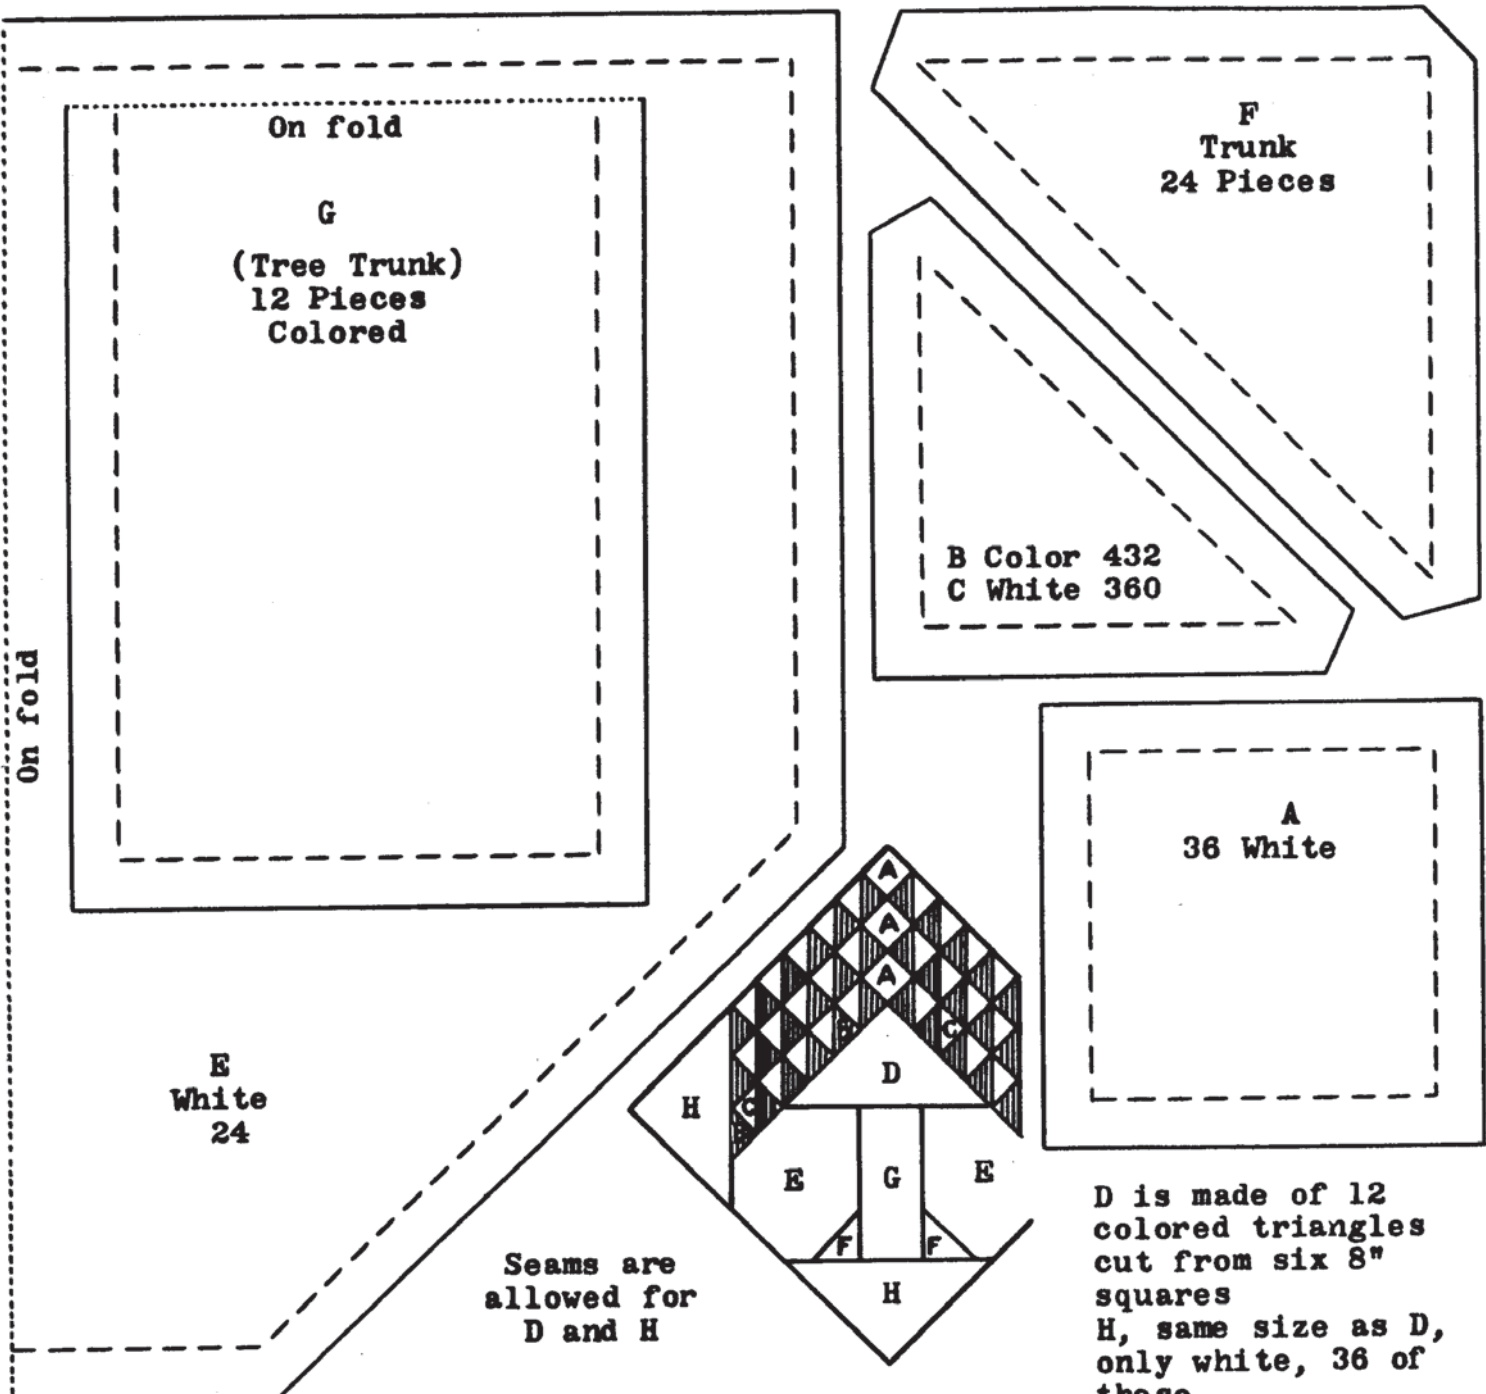 On fold
G
(Tree Trunk)
12 Pieces
Colored
F
Trunk
24 Pieces
B Color 432
C White 360
On fold
A
36 White
E
White
24
A
A
A
C
D
H
C
E
G
E
F
F
H
Seams are
allowed for
D and H
D is made of 12
colored triangles
cut from six 8"
squares
H, same size as D,
only white, 36 of